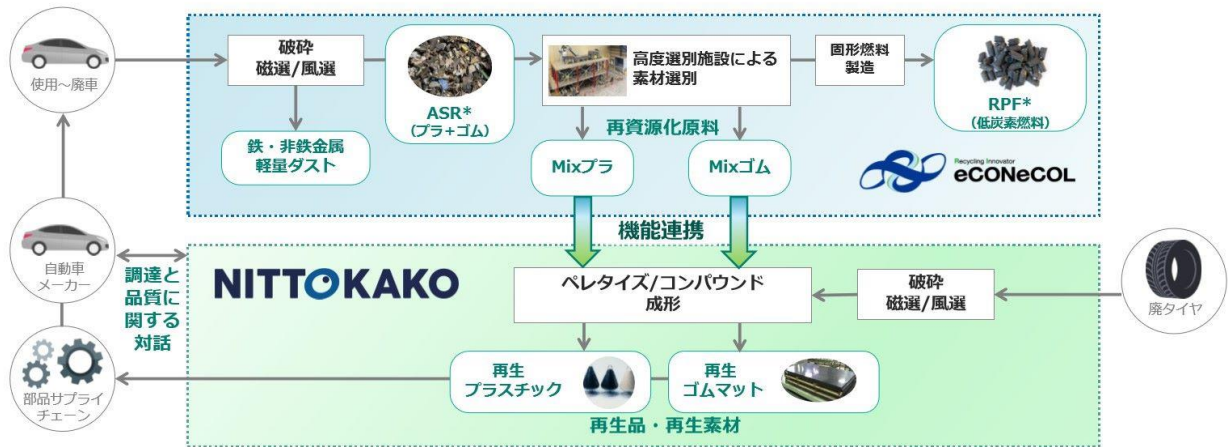 使用～廃車
破砕
磁選/風選
ASR*
（プラ+ゴム）
高度選別施設による
素材選別
固形燃料
製造
RPF*
（低炭素燃料）
鉄・非鉄金属
軽量ダスト
再資源化原料
Mixプラ
Mixゴム
Recycling Innovator
eCONeCOL
機能連携
自動車
メーカー
調達と
品質に
関する
対話
NITTOKAKO
ペレタイズ/コンパウンド
成形
破砕
磁選/風選
廃タイヤ
部品サプライ
チェーン
再生
プラスチック
再生
ゴムマット
再生品・再生素材